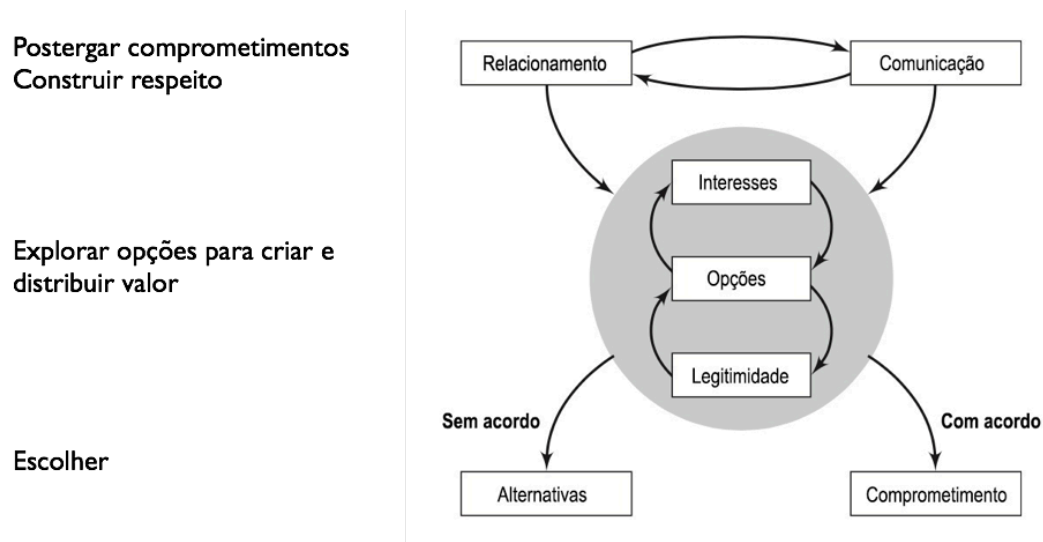 Postergar comprometimentos
Construir respeito
Relacionamento
Comunicação
Interesses
Explorar opções para criar e
distribuir valor
Opções
Legitimidade
Sem acordo
Com acordo
Escolher
Alternativas
Comprometimento